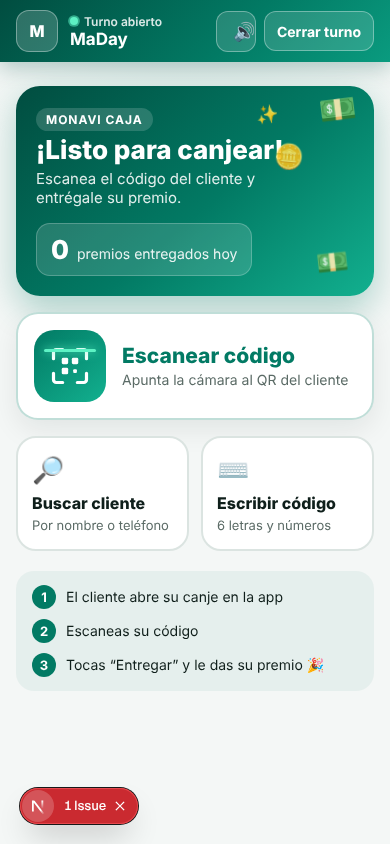 M
Turno abierto
MaDay
Cerrar turno
MONAVI CAJA
¡Listo para canjear!
Escanea el código del cliente y
entrégale su premio.
0 premios entregados hoy
Escanear código
Apunta la cámara al QR del cliente
Buscar cliente
Por nombre o teléfono
Escribir código
6 letras y números
1 El cliente abre su canje en la app
2 Escaneas su código
3 Tocas “Entregar” y le das su premio 🎉
N 1 Issue